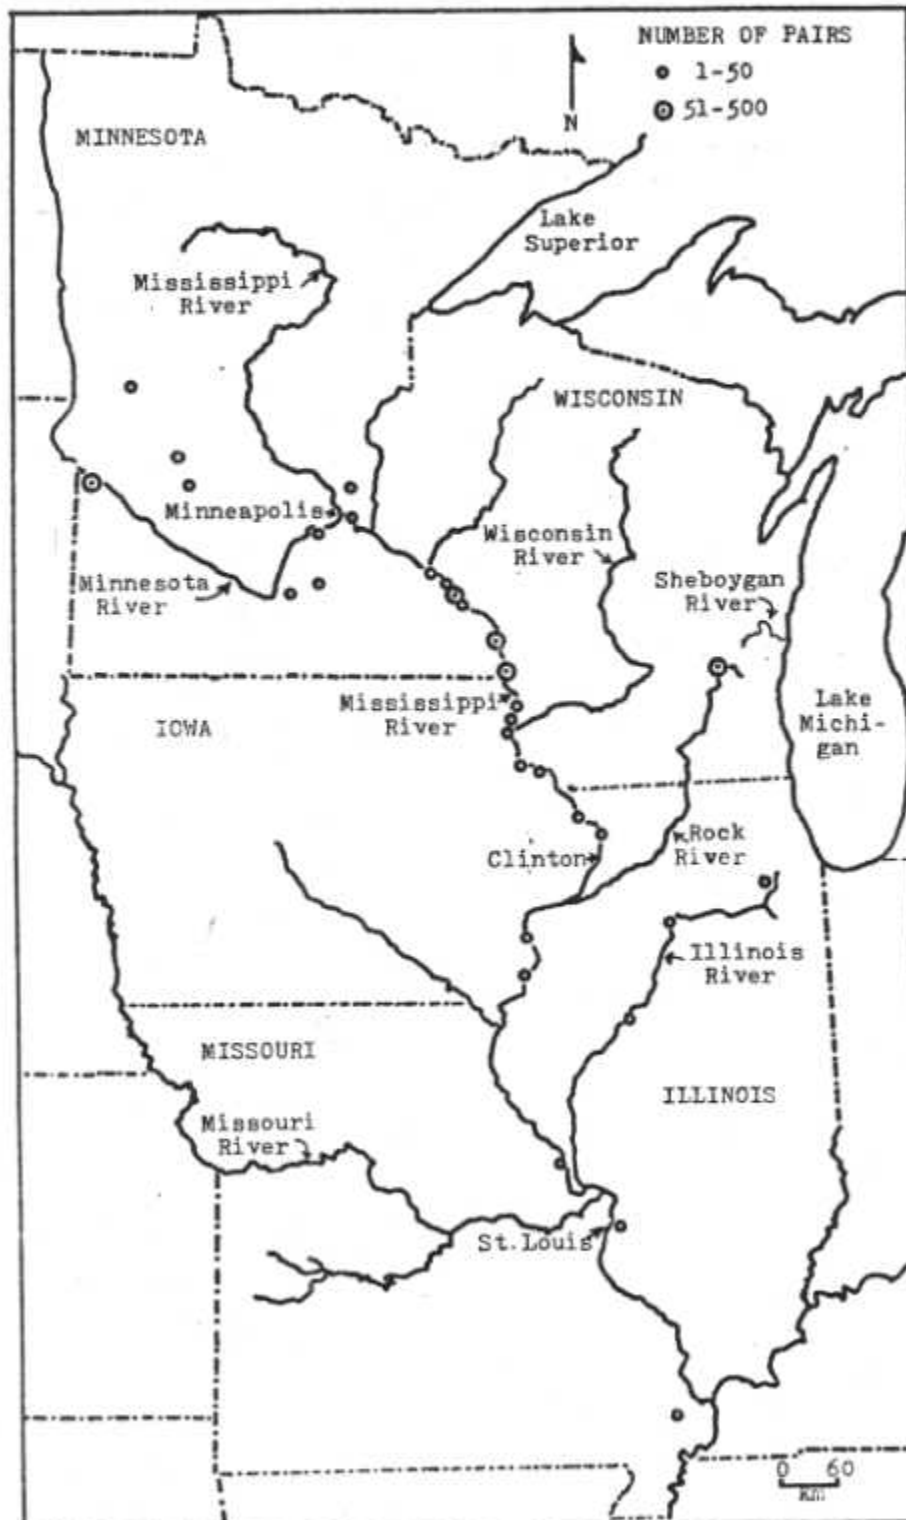 NUMBER OF PAIRS
1-50
51-500
N
MINNESOTA
Lake
Superior
Mississippi
River
WISCONSIN
Minneapolis
Wisconsin
River
Minnesota
River
Sheboygan
River
Mississippi
River
IOWA
Lake
Michi-
gan
Clinton
Rock
River
Illinois
River
MISSOURI
ILLINOIS
Missouri
River
St.Louis
0 60
km